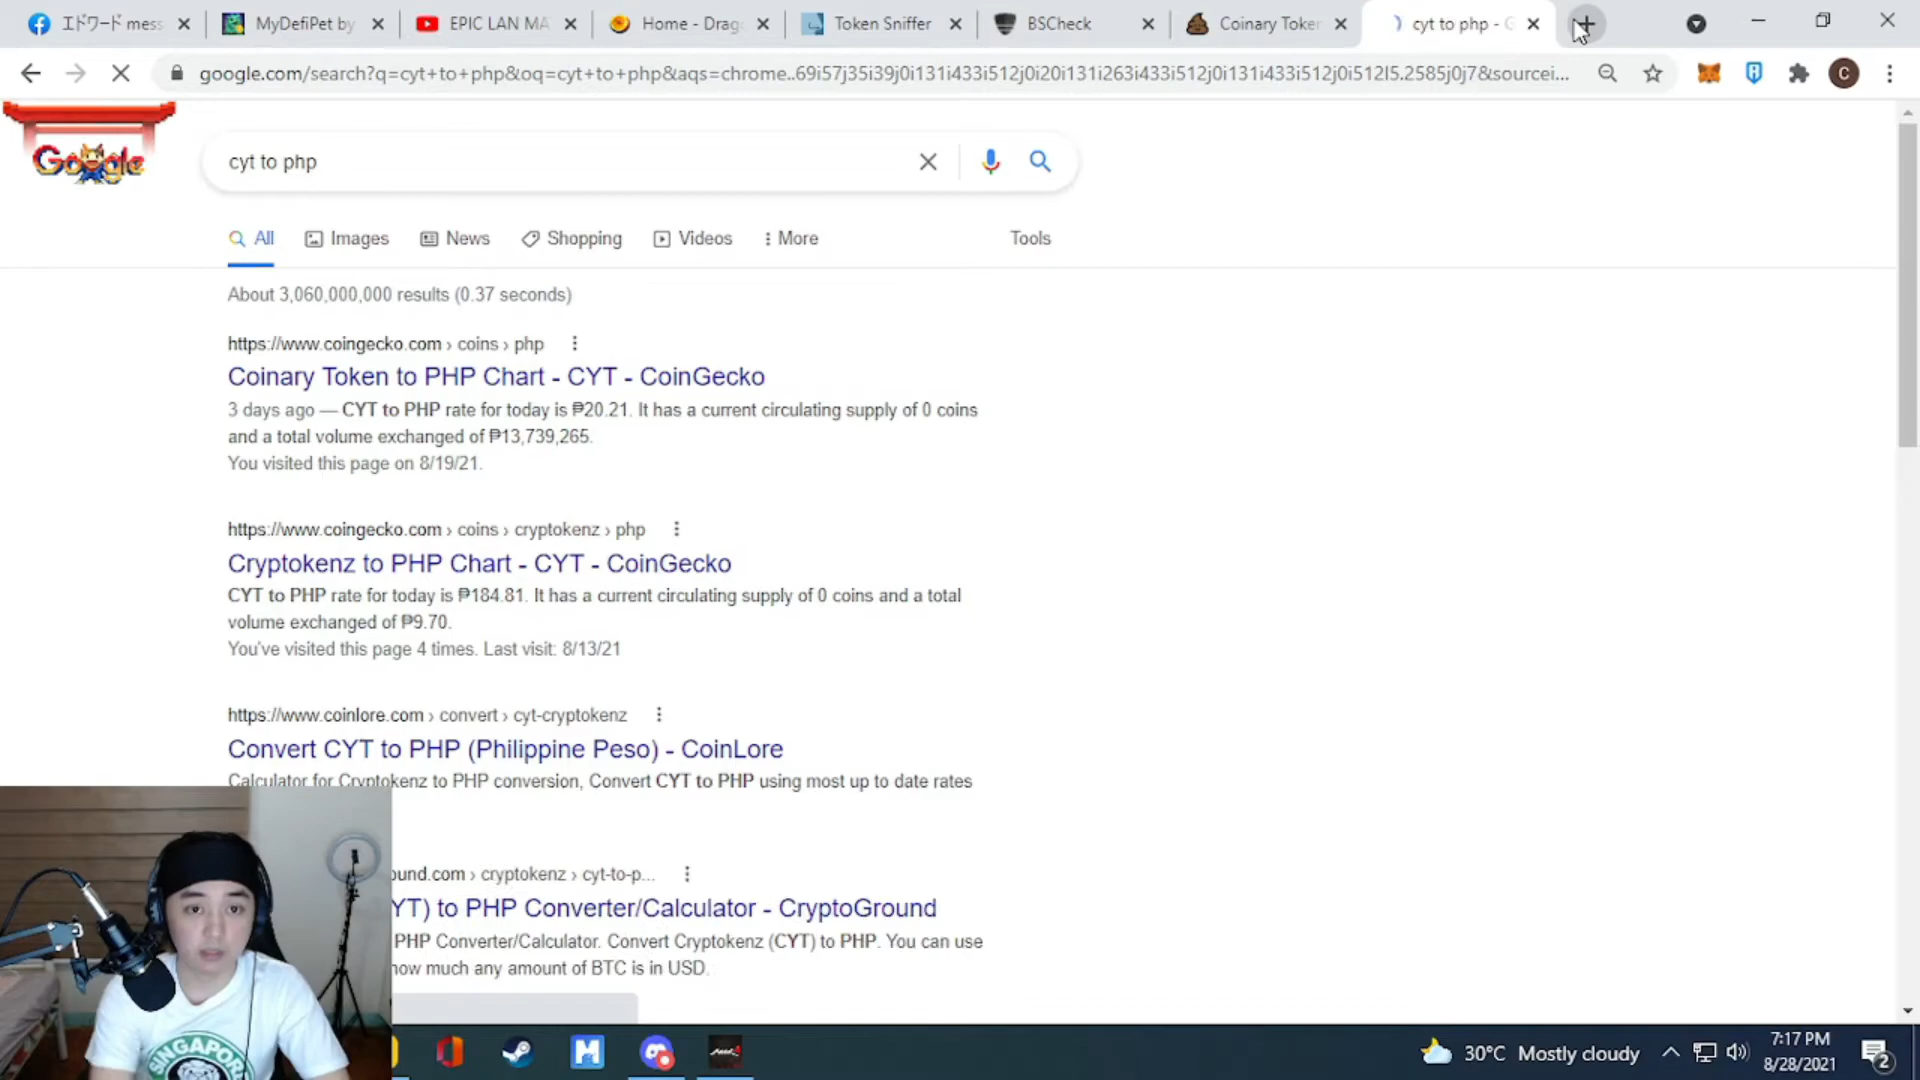 エドワード mess
MyDefiPet by
EPIC LAN MA
Home - Drag
Token Sniffer
BSCheck
Coinary Toker
cyt to php - G
google.com/search?q=cyt+to+php&oq=cyt+to+php&aqs=chrome..69i57j35i39j0i131i433i512j0i20i131i263i433i512j0i131i433i512j0i512l5.2585j0j7&sourcei...
C
Google
cyt to php
All Images News Shopping Videos More Tools
About 3,060,000,000 results (0.37 seconds)
https://www.coingecko.com › coins › php
Coinary Token to PHP Chart - CYT - CoinGecko
3 days ago — CYT to PHP rate for today is ₱20.21. It has a current circulating supply of 0 coins
and a total volume exchanged of ₱13,739,265.
You visited this page on 8/19/21.
https://www.coingecko.com › coins › cryptokenz › php
Cryptokenz to PHP Chart - CYT - CoinGecko
CYT to PHP rate for today is ₱184.81. It has a current circulating supply of 0 coins and a total
volume exchanged of ₱9.70.
You've visited this page 4 times. Last visit: 8/13/21
https://www.coinlore.com › convert › cyt-cryptokenz
Convert CYT to PHP (Philippine Peso) - CoinLore
Calculator for Cryptokenz to PHP conversion, Convert CYT to PHP using most up to date rates
ound.com › cryptokenz › cyt-to-p...
YT) to PHP Converter/Calculator - CryptoGround
PHP Converter/Calculator. Convert Cryptokenz (CYT) to PHP. You can use
now much any amount of BTC is in USD.
SINGAPORE
30°C Mostly cloudy
7:17 PM
8/28/2021
2